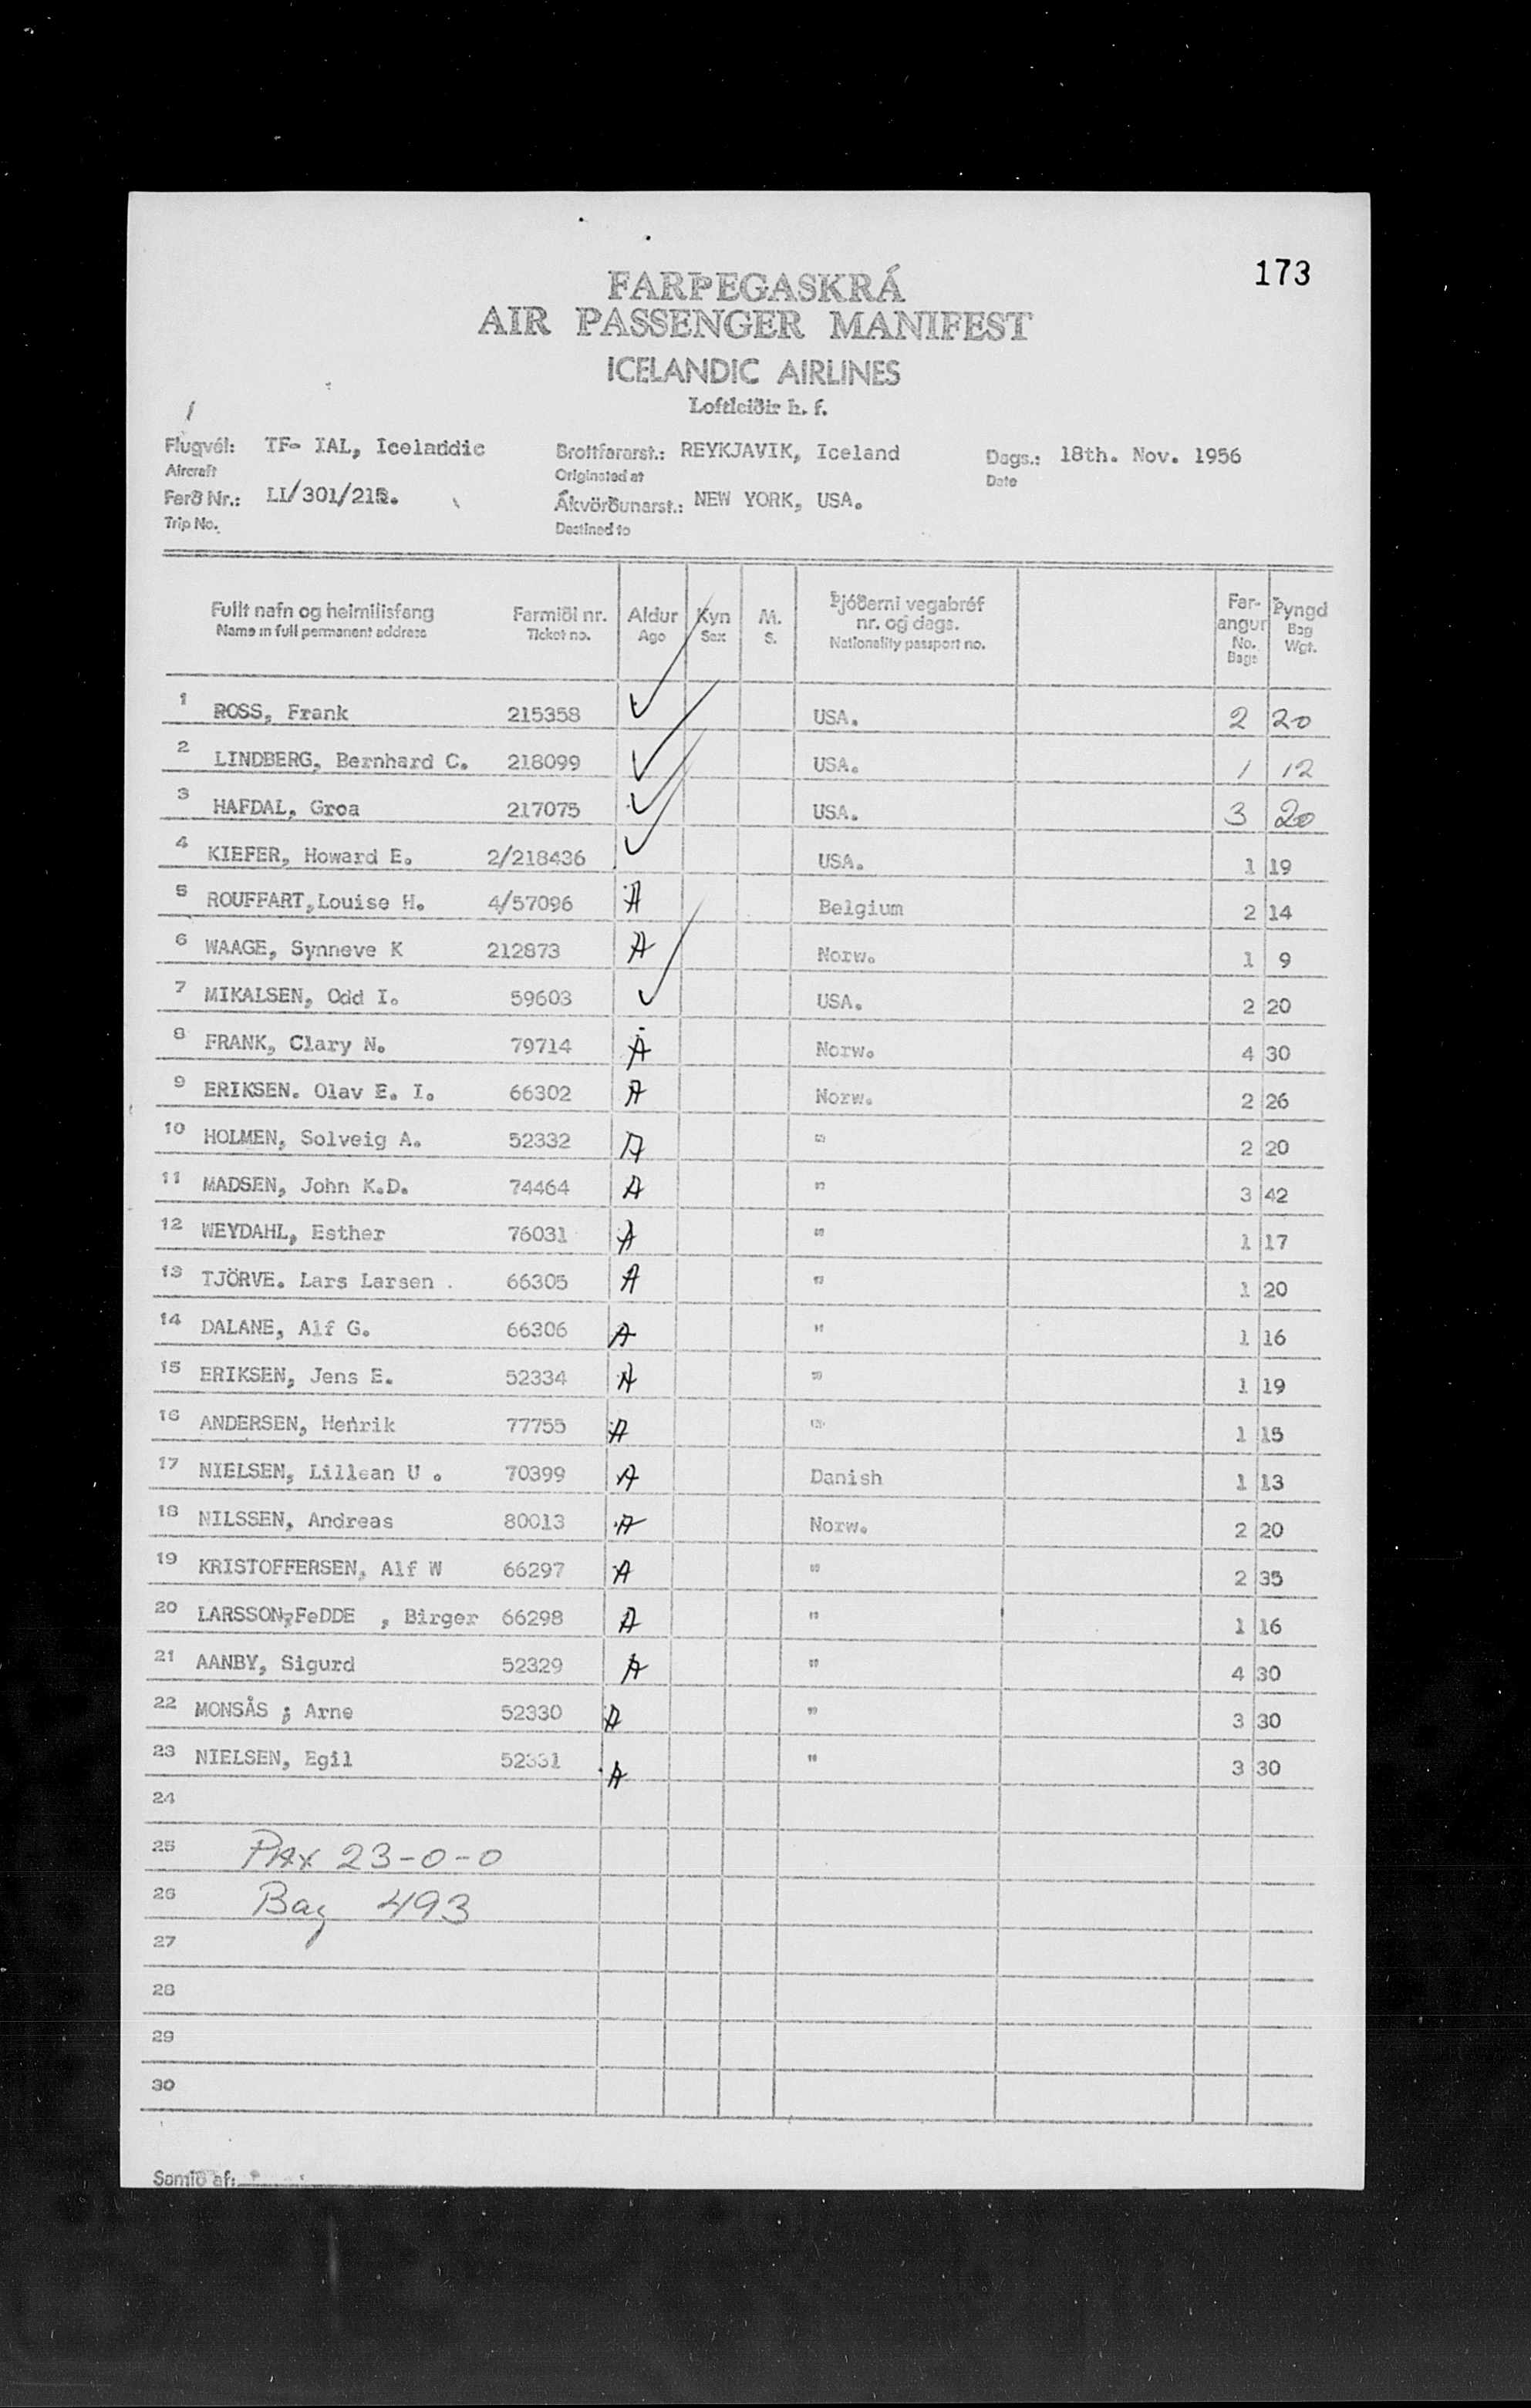 173
FARÞEGASKRÁ
AIR PASSENGER MANIFEST
ICELANDIC AIRLINES
Loftleiðir h. f.
Flugvél: TF- IAL, Icelandic Brottfararst.: REYKJAVIK, Iceland Dags.: 18th. Nov. 1956
Aircraft Originated at Date
Ferð Nr.: LI/301/212. Ákvörðunarst.: NEW YORK, USA.
Trip No. Destined to
Fullt nafn og heimilisfang Farmiði nr. Aldur Kyn M. Þjóðerni vegabréf nr. og dags. Far-angur Þyngd
Name in full permanent address Ticket no. Age Sex S. Nationality passport no. No. Bags Bag Wgt.
1 ROSS, Frank 215358 ✓ USA. 2 20
2 LINDBERG, Bernhard C. 218099 ✓ USA. 1 12
3 HAFDAL, Groa 217075 ✓ USA. 3 20
4 KIEFER, Howard E. 2/218436 ✓ USA. 1 19
5 ROUFFART,Louise H. 4/57096 A Belgium 2 14
6 WAAGE, Synneve K 212873 A Norw. 1 9
7 MIKALSEN, Odd I. 59603 ✓ USA. 2 20
8 FRANK, Clary N. 79714 A Norw. 4 30
9 ERIKSEN. Olav E. I. 66302 A Norw. 2 26
10 HOLMEN, Solveig A. 52332 A " 2 20
11 MADSEN, John K.D. 74464 A " 3 42
12 WEYDAHL, Esther 76031 A " 1 17
13 TJÖRVE. Lars Larsen . 66305 A " 1 20
14 DALANE, Alf G. 66306 A " 1 16
15 ERIKSEN, Jens E. 52334 A " 1 19
16 ANDERSEN, Henrik 77755 A " 1 15
17 NIELSEN, Lillean U . 70399 A Danish 1 13
18 NILSSEN, Andreas 80013 A Norw. 2 20
19 KRISTOFFERSEN, Alf W 66297 A " 2 35
20 LARSSON,FeDDE , Birger 66298 A " 1 16
21 AANBY, Sigurd 52329 A " 4 30
22 MONSÅS ; Arne 52330 A " 3 30
23 NIELSEN, Egil 52331 A " 3 30
24
25 PAX 23-0-0
26 Bag 493
27
28
29
30
Samið af: